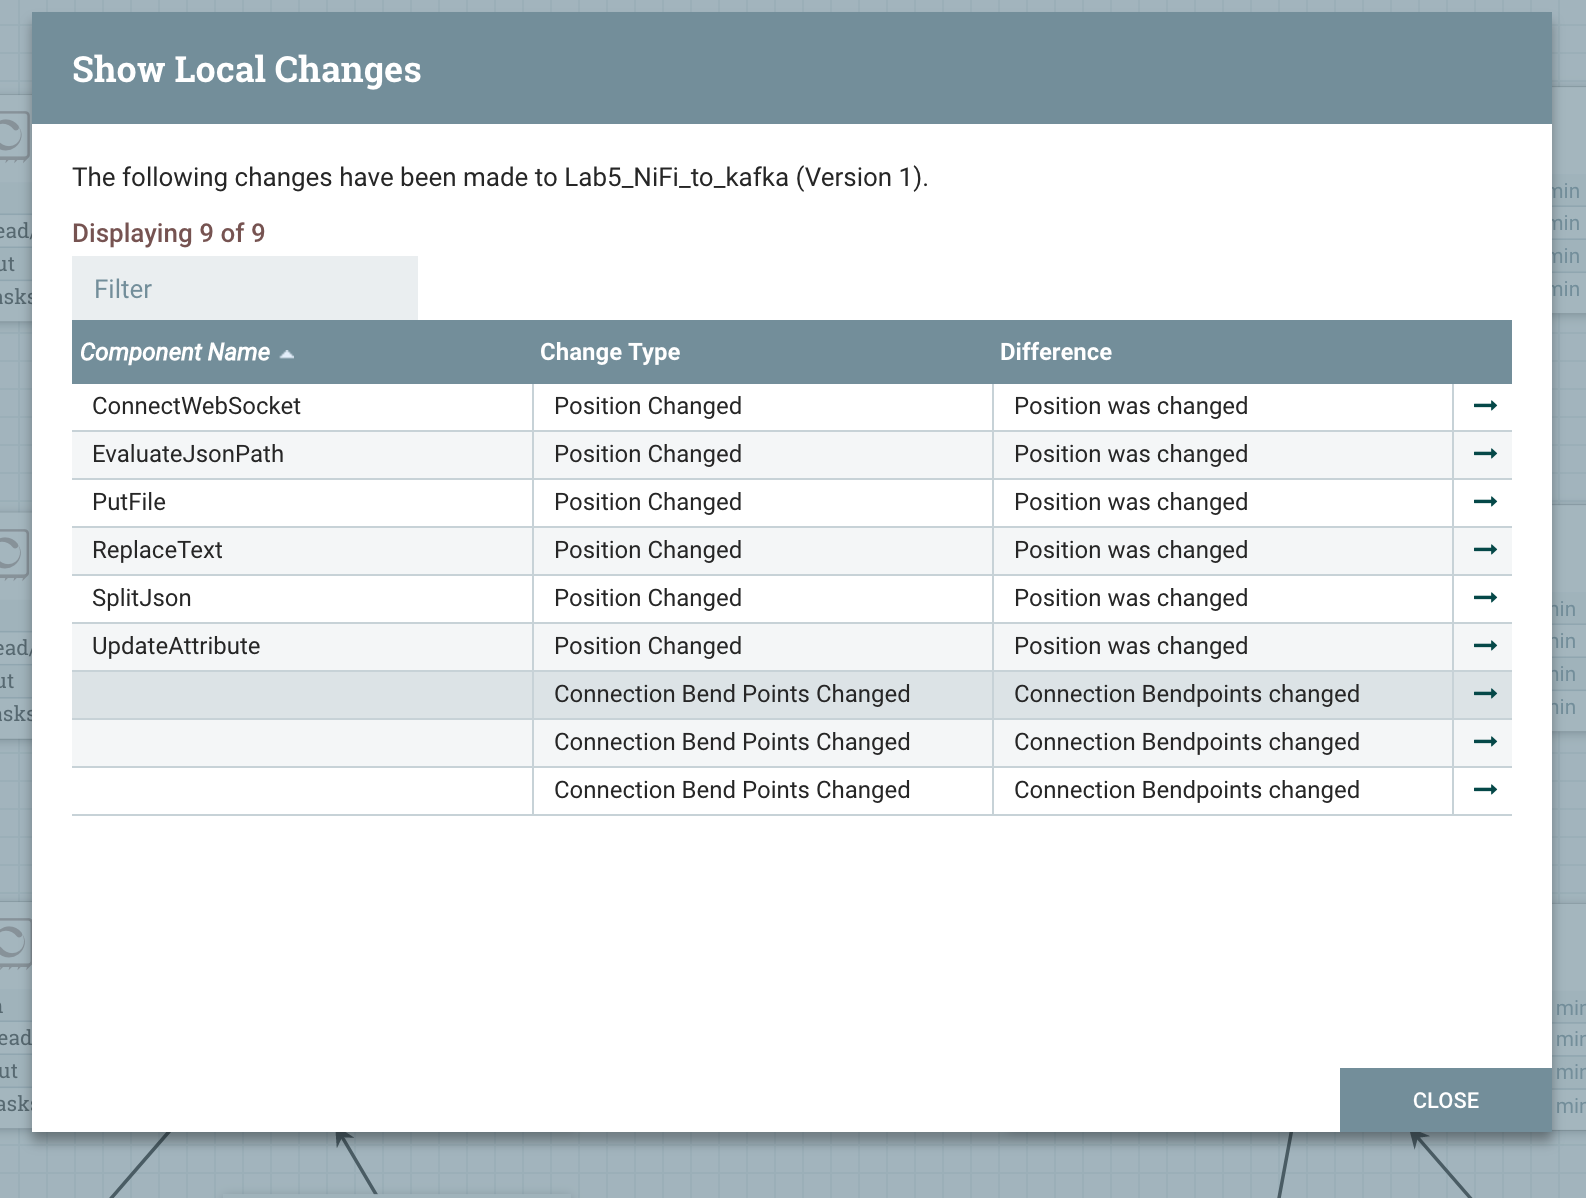 Show Local Changes
The following changes have been made to Lab5_NiFi_to_kafka (Version 1).
Displaying 9 of 9
Filter
Component Name Change Type Difference
ConnectWebSocket Position Changed Position was changed
EvaluateJsonPath Position Changed Position was changed
PutFile Position Changed Position was changed
ReplaceText Position Changed Position was changed
SplitJson Position Changed Position was changed
UpdateAttribute Position Changed Position was changed
Connection Bend Points Changed Connection Bendpoints changed
Connection Bend Points Changed Connection Bendpoints changed
Connection Bend Points Changed Connection Bendpoints changed
CLOSE